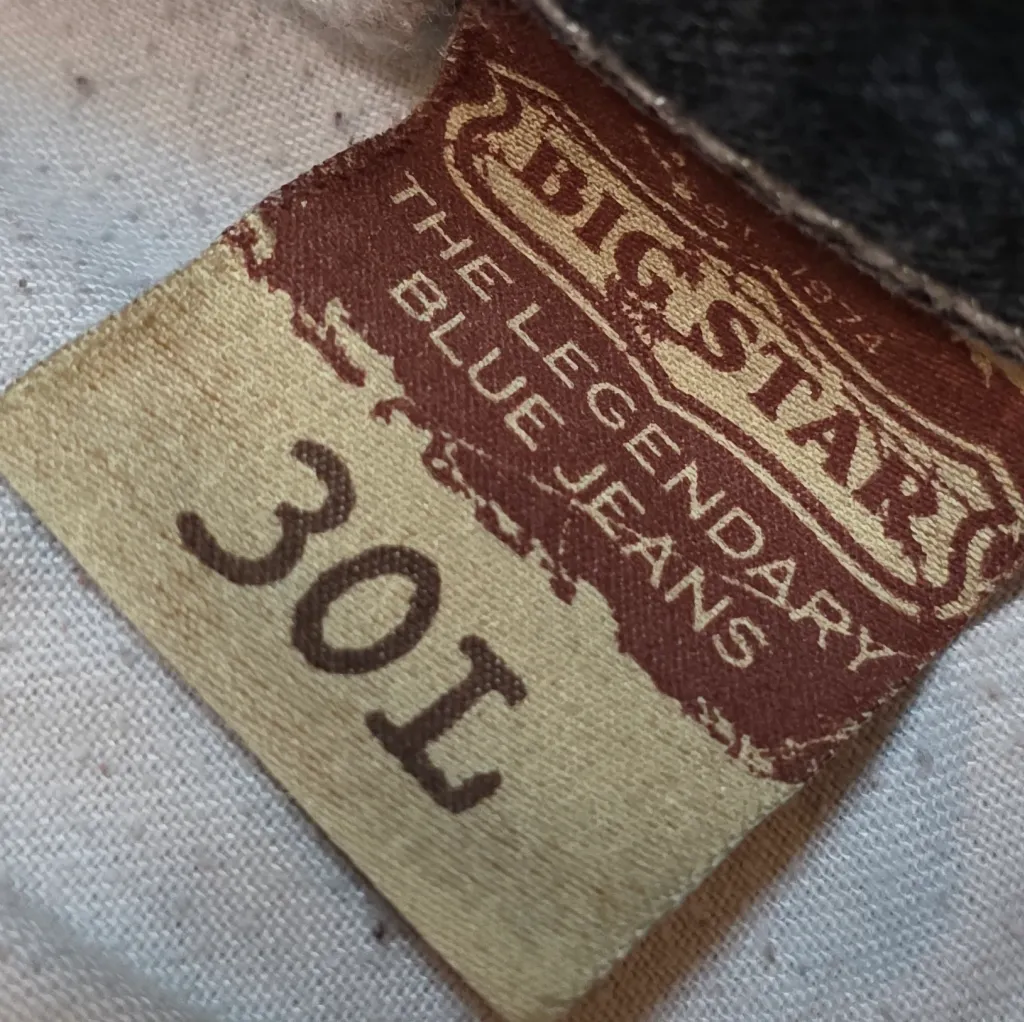 BIG STAR
THE LEGENDARY
BLUE JEANS
30L